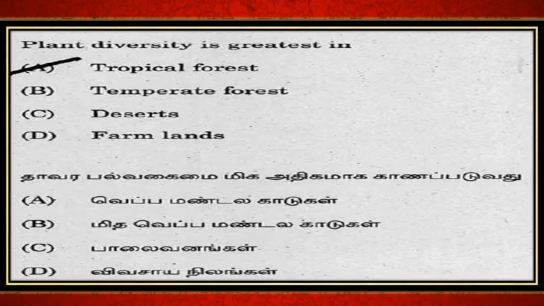 Plant diversity is greatest in
(A) Tropical forest
(B) Temperate forest
(C) Deserts
(D) Farm lands
தாவர பல்வகைமை மிக அதிகமாக காணப்படுவது
(A) வெப்ப மண்டல காடுகள்
(B) மித வெப்ப மண்டல காடுகள்
(C) பாலைவனங்கள்
(D) விவசாய நிலங்கள்